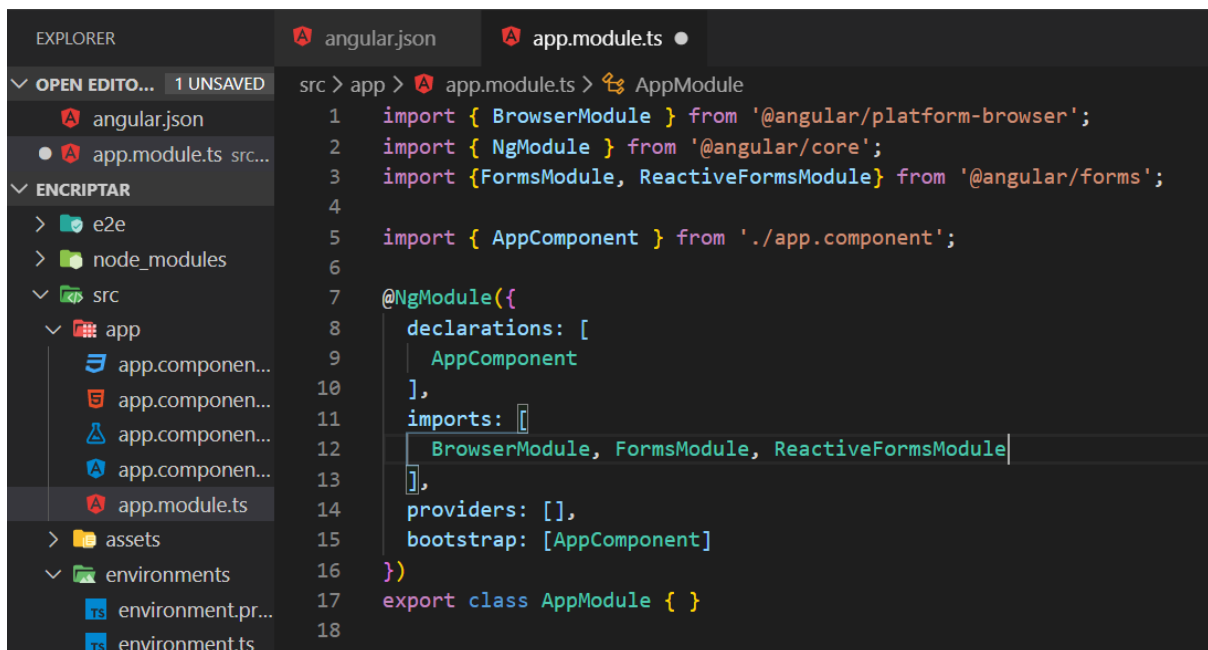 EXPLORER
OPEN EDITO... 1 UNSAVED
angular.json
app.module.ts src...
ENCRIPTAR
e2e
node_modules
src
app
app.componen...
app.componen...
app.componen...
app.componen...
app.module.ts
assets
environments
TS environment.pr...
TS environment.ts
angular.json app.module.ts
src > app > app.module.ts > AppModule
1 import { BrowserModule } from '@angular/platform-browser';
2 import { NgModule } from '@angular/core';
3 import {FormsModule, ReactiveFormsModule} from '@angular/forms';
4
5 import { AppComponent } from './app.component';
6
7 @NgModule({
8 declarations: [
9 AppComponent
10 ],
11 imports: [
12 BrowserModule, FormsModule, ReactiveFormsModule
13 ],
14 providers: [],
15 bootstrap: [AppComponent]
16 })
17 export class AppModule { }
18